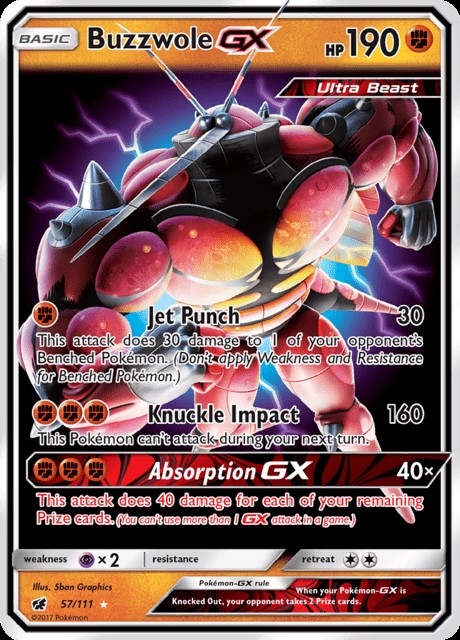 BASIC Buzzwole GX HP 190
Ultra Beast
Jet Punch 30
This attack does 30 damage to 1 of your opponent's
Benched Pokémon. (Don't apply Weakness and Resistance
for Benched Pokémon.)
Knuckle Impact 160
This Pokémon can't attack during your next turn.
Absorption GX 40×
This attack does 40 damage for each of your remaining
Prize cards. (You can't use more than 1 GX attack in a game.)
weakness ×2 resistance retreat
Illus. 5ban Graphics
Pokémon-GX rule
When your Pokémon-GX is
Knocked Out, your opponent takes 2 Prize cards.
57/111
©2017 Pokémon